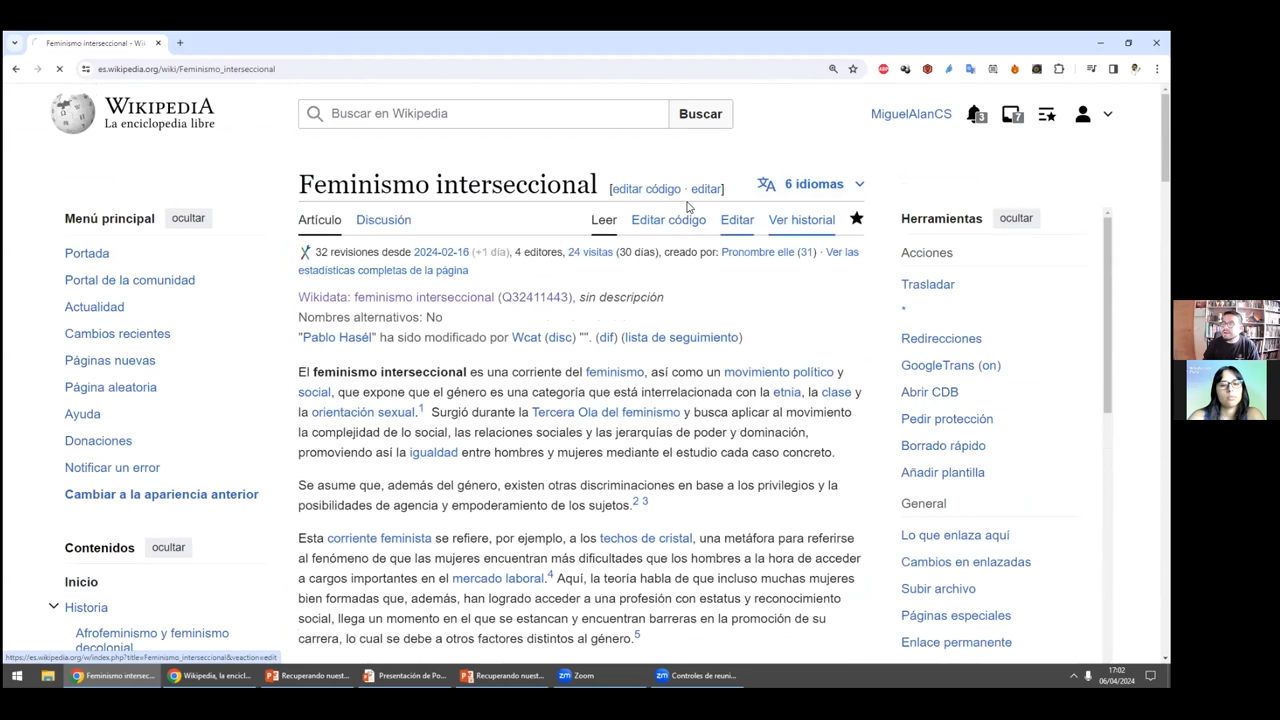 Feminismo interseccional - Wi
es.wikipedia.org/wiki/Feminismo_interseccional
WIKIPEDIA
La enciclopedia libre
Buscar en Wikipedia
Buscar
MiguelAlanCS
3
7
Feminismo interseccional [editar código · editar]
6 idiomas
Artículo
Discusión
Leer
Editar código
Editar
Ver historial
32 revisiones desde 2024-02-16 (+1 día), 4 editores, 24 visitas (30 días), creado por: Pronombre elle (31) · Ver las
estadísticas completas de la página
Wikidata: feminismo interseccional (Q32411443), sin descripción
Nombres alternativos: No
"Pablo Hasél" ha sido modificado por Wcat (disc) "". (dif) (lista de seguimiento)
El feminismo interseccional es una corriente del feminismo, así como un movimiento político y
social, que expone que el género es una categoría que está interrelacionada con la etnia, la clase y
la orientación sexual.1 Surgió durante la Tercera Ola del feminismo y busca aplicar al movimiento
la complejidad de lo social, las relaciones sociales y las jerarquías de poder y dominación,
promoviendo así la igualdad entre hombres y mujeres mediante el estudio cada caso concreto.
Se asume que, además del género, existen otras discriminaciones en base a los privilegios y la
posibilidades de agencia y empoderamiento de los sujetos.2 3
Esta corriente feminista se refiere, por ejemplo, a los techos de cristal, una metáfora para referirse
al fenómeno de que las mujeres encuentran más dificultades que los hombres a la hora de acceder
a cargos importantes en el mercado laboral.4 Aquí, la teoría habla de que incluso muchas mujeres
bien formadas que, además, han logrado acceder a una profesión con estatus y reconocimiento
social, llega un momento en el que se estancan y encuentran barreras en la promoción de su
carrera, lo cual se debe a otros factores distintos al género.5
Menú principal
ocultar
Portada
Portal de la comunidad
Actualidad
Cambios recientes
Páginas nuevas
Página aleatoria
Ayuda
Donaciones
Notificar un error
Cambiar a la apariencia anterior
Contenidos
ocultar
Inicio
Historia
Afrofeminismo y feminismo
decolonial
Herramientas
ocultar
Acciones
Trasladar
*
Redirecciones
GoogleTrans (on)
Abrir CDB
Pedir protección
Borrado rápido
Añadir plantilla
General
Lo que enlaza aquí
Cambios en enlazadas
Subir archivo
Páginas especiales
Enlace permanente
https://es.wikipedia.org/w/index.php?title=Feminismo_interseccional&veaction=edit
Feminismo intersec...
Wikipedia, la encicl...
Recuperando nuest...
Presentación de Po...
Recuperando nuest...
Zoom
Controles de reuni...
17:02
06/04/2024